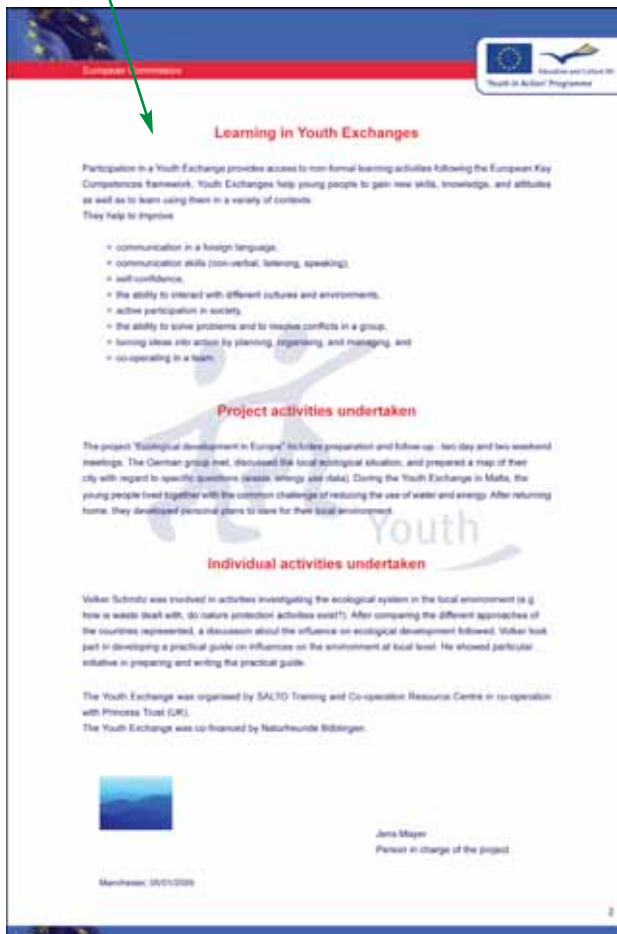 European Commission
Education and Culture DG
'Youth in Action' Programme
Learning in Youth Exchanges
Participation in a Youth Exchange provides access to non-formal learning activities following the European Key
Competences framework. Youth Exchanges help young people to gain new skills, knowledge, and attitudes
as well as to learn using them in a variety of contexts.
They help to improve
communication in a foreign language,
communication skills (non-verbal, listening, speaking),
self-confidence,
the ability to interact with different cultures and environments,
active participation in society,
the ability to solve problems and to resolve conflicts in a group,
turning ideas into action by planning, organising, and managing, and
co-operating in a team.
Project activities undertaken
The project "Ecological development in Europe" includes preparation and follow-up : two day and two weekend
meetings. The German group met, discussed the local ecological situation, and prepared a map of their
city with regard to specific questions (waste, energy use data). During the Youth Exchange in Malta, the
young people lived together with the common challenge of reducing the use of water and energy. After returning
home, they developed personal plans to care for their local environment.
Youth
Individual activities undertaken
Volker Schmitz was involved in activities investigating the ecological system in the local environment (e.g.
how is waste dealt with, do nature protection activities exist?). After comparing the different approaches of
the countries represented, a discussion about the influence on ecological development followed. Volker took
part in developing a practical guide on influences on the environment at local level. He showed particular
initiative in preparing and writing the practical guide.
The Youth Exchange was organised by SALTO Training and Co-operation Resource Centre in co-operation
with Princess Trust (UK).
The Youth Exchange was co-financed by Naturfreunde Böblingen.
Jens Mayer
Person in charge of the project
Manchester, 05/01/2009
2